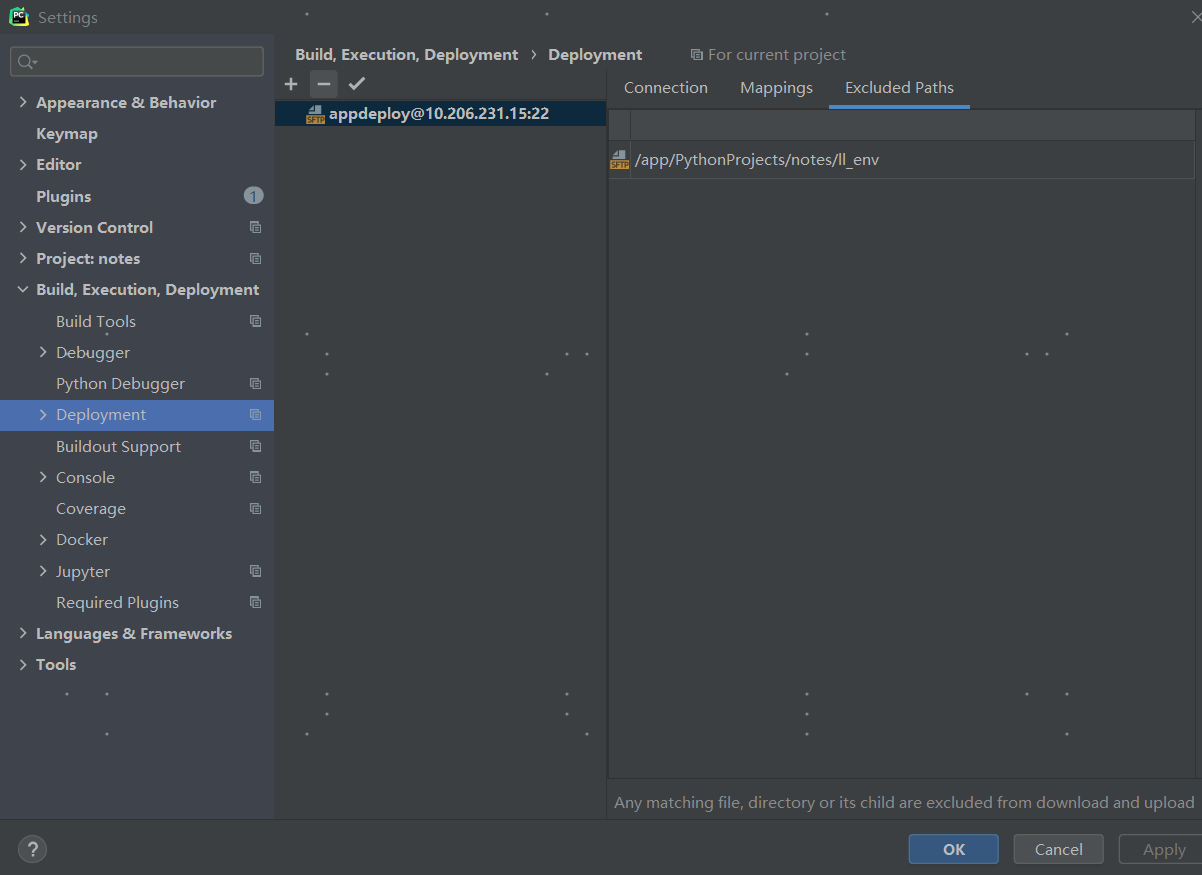 Settings
Build, Execution, Deployment › Deployment For current project
Connection Mappings Excluded Paths
Appearance & Behavior
Keymap
Editor
Plugins 1
Version Control
Project: notes
Build, Execution, Deployment
Build Tools
Debugger
Python Debugger
Deployment
Buildout Support
Console
Coverage
Docker
Jupyter
Required Plugins
Languages & Frameworks
Tools
SFTP appdeploy@10.206.231.15:22
SFTP /app/PythonProjects/notes/ll_env
Any matching file, directory or its child are excluded from download and upload
? OK Cancel Apply